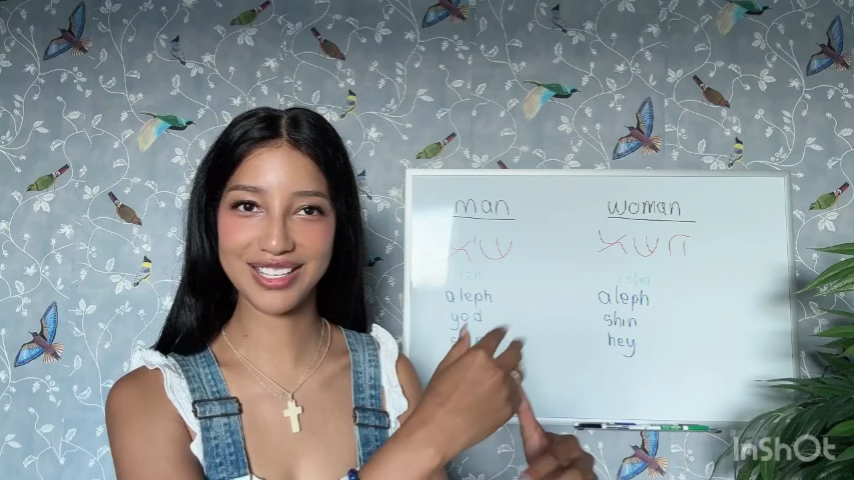 man woman
איש אשה
aleph aleph
yod shin
hey
InShOt